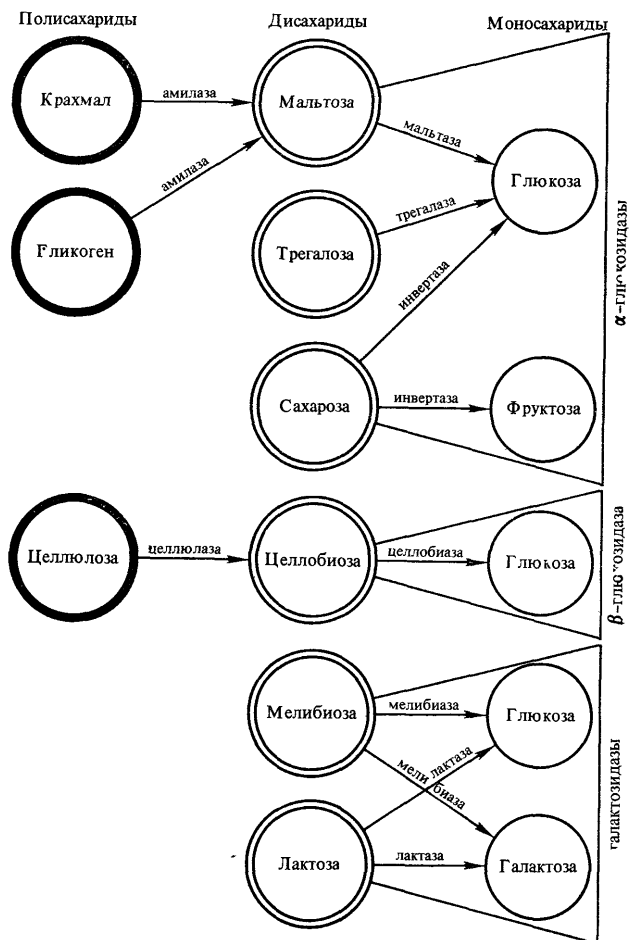 Полисахариды
Дисахариды
Моносахариды
Крахмал
амилаза
Мальтоза
мальтаза
Глюкоза
амилаза
Гликоген
Трегалоза
трегалаза
инвертаза
Сахароза
инвертаза
Фруктоза
α-глюкозидазы
Целлюлоза
целлюлаза
Целлобиоза
целлобиаза
Глюкоза
β-глюкозидаза
Мелибиоза
мелибиаза
Глюкоза
лактаза
мелибиаза
Лактоза
лактаза
Галактоза
галактозидазы